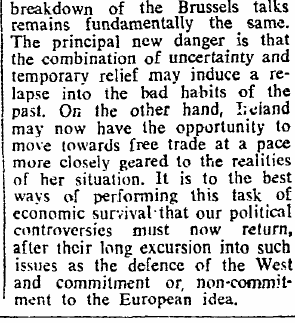 breakdown of the Brussels talks
remains fundamentally the same.
The principal new danger is that
the combination of uncertainty and
temporary relief may induce a re-
lapse into the bad habits of the
past. On the other hand, Ireland
may now have the opportunity to
move towards free trade at a pace
more closely geared to the realities
of her situation. It is to the best
ways of performing this task of
economic survival that our political
controversies must now return,
after their long excursion into such
issues as the defence of the West
and commitment or, non-commit-
ment to the European idea.